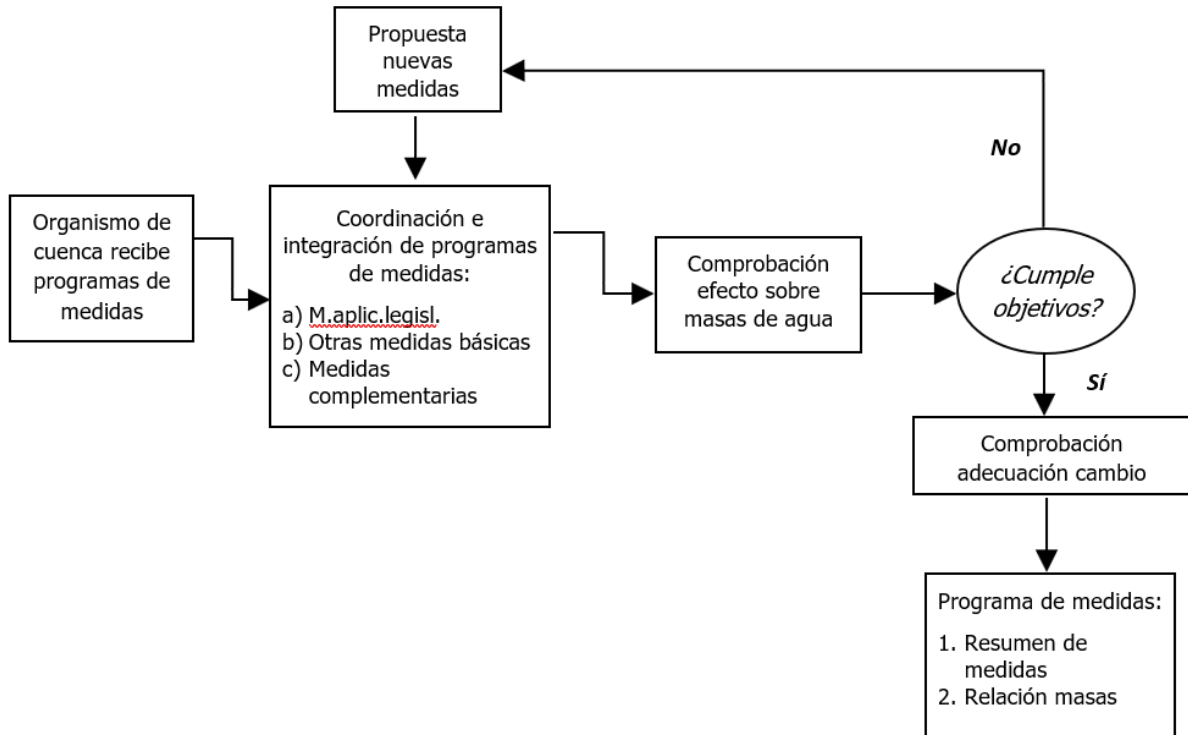 Propuesta
nuevas
medidas
No
Organismo de
cuenca recibe
programas de
medidas
Coordinación e
integración de programas
de medidas:
a) M.aplic.legisl.
b) Otras medidas básicas
c) Medidas
complementarias
Comprobación
efecto sobre
masas de agua
¿Cumple
objetivos?
Sí
Comprobación
adecuación cambio
Programa de medidas:
1. Resumen de
medidas
2. Relación masas